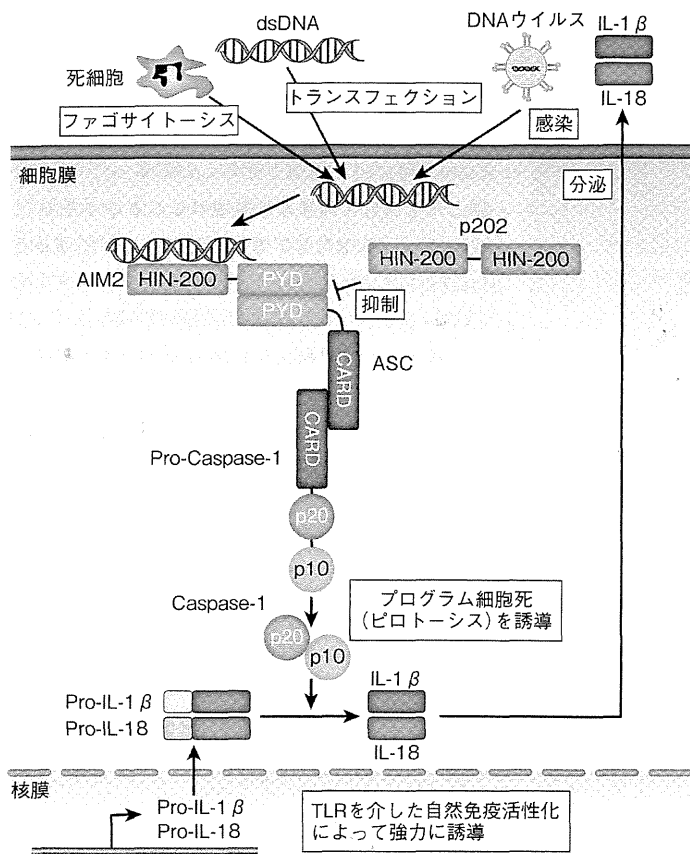 dsDNA
DNAウイルス
IL-1 β
IL-18
死細胞
ファゴサイトーシス
トランスフェクション
感染
細胞膜
分泌
p202
HIN-200
HIN-200
AIM2
HIN-200
PYD
PYD
抑制
CARD
ASC
CARD
Pro-Caspase-1
p20
p10
Caspase-1
p20
p10
プログラム細胞死
(ピロトーシス)を誘導
Pro-IL-1 β
Pro-IL-18
IL-1 β
IL-18
核膜
Pro-IL-1 β
Pro-IL-18
TLRを介した自然免疫活性化
によって強力に誘導